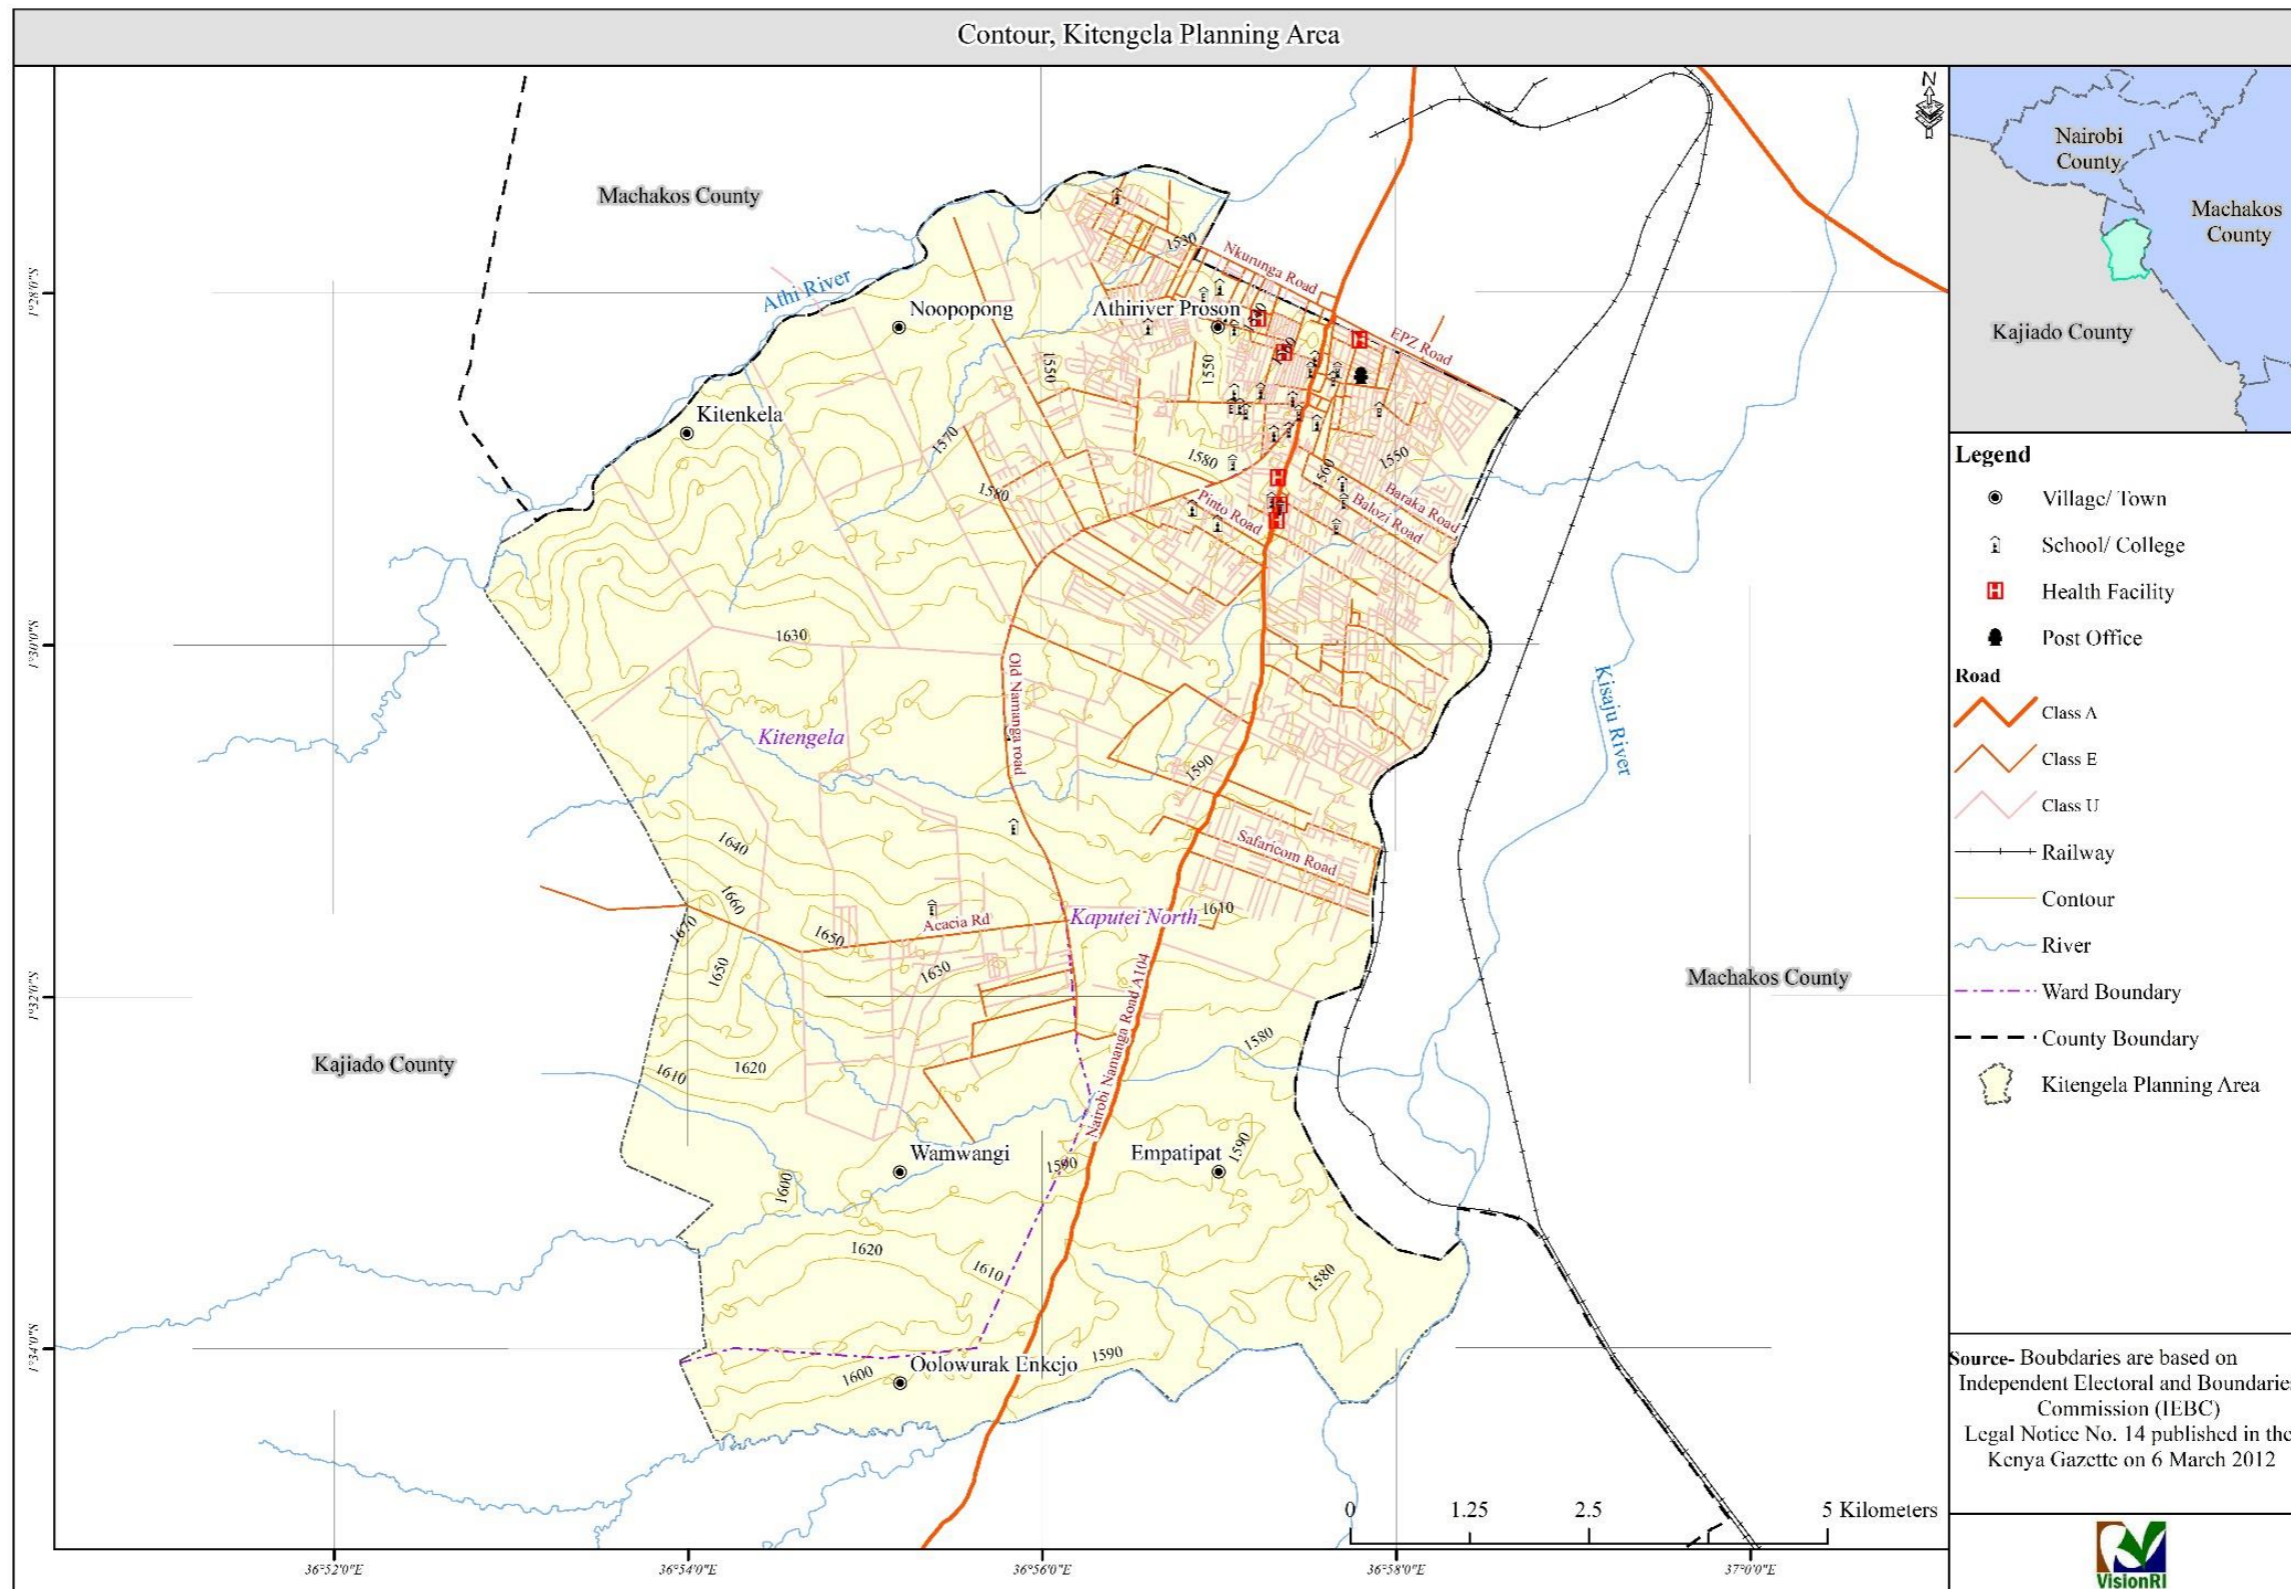 Contour, Kitengela Planning Area
N
Machakos County
Athi River
Noopopong
Athiriver Proson
Kitenkela
Nkurunga Road
EPZ Road
1530
1550
1550
1570
1580
1580
1560
1550
Pinto Road
Baraka Road
Balozi Road
1630
Old Namanga road
Kitengela
Kisaju River
1590
1640
Safaricom Road
1660
1670
1650
Acacia Rd
Kaputei North
1610
1650
1630
Machakos County
Nairobi Namanga Road A104
1580
Kajiado County
1610
1620
Wamwangi
1590
Empatipat
1590
1600
1620
1610
1580
Oolowurak Enkejo
1590
1600
0
1.25
2.5
5 Kilometers
1°28'0"S
1°30'0"S
1°32'0"S
1°34'0"S
36°52'0"E
36°54'0"E
36°56'0"E
36°58'0"E
37°0'0"E
Nairobi
County
Machakos
County
Kajiado County
Legend
Village/ Town
School/ College
Health Facility
Post Office
Road
Class A
Class E
Class U
Railway
Contour
River
Ward Boundary
County Boundary
Kitengela Planning Area
Source- Boubdaries are based on
Independent Electoral and Boundaries
Commission (IEBC)
Legal Notice No. 14 published in the
Kenya Gazette on 6 March 2012
VisionRI